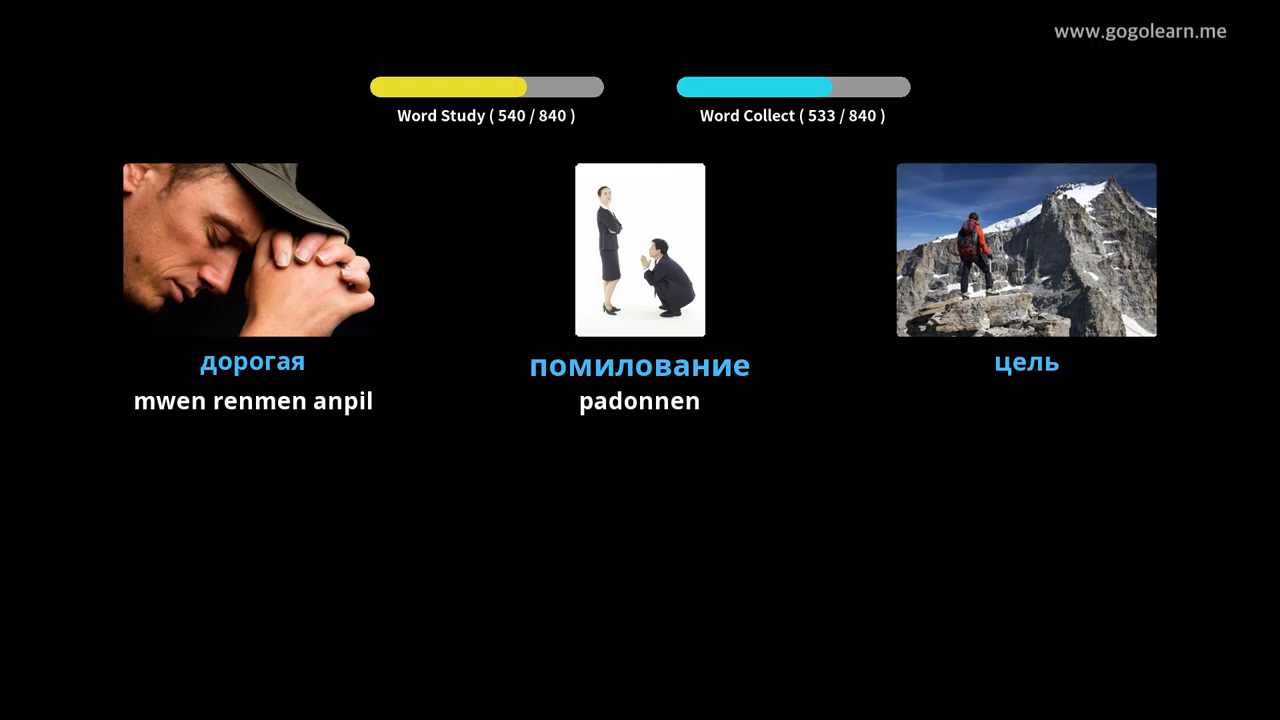 www.gogolearn.me
Word Study ( 540 / 840 )
Word Collect ( 533 / 840 )
дорогая
помилование
цель
mwen renmen anpil
padonnen